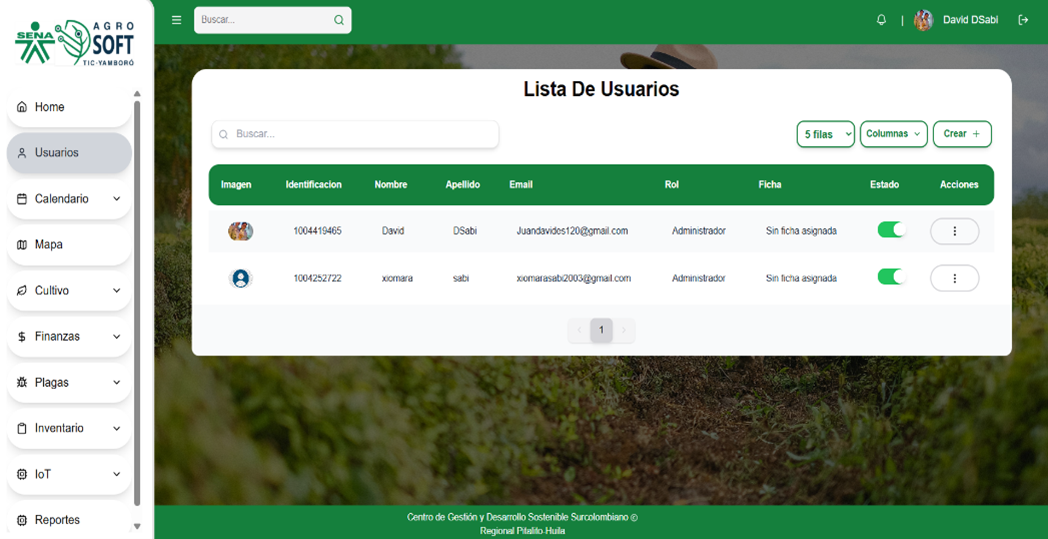 SENA
AGRO
SOFT
TIC-YAMBORÓ
Buscar...
David DSabi
Home
Usuarios
Calendario
Mapa
Cultivo
Finanzas
Plagas
Inventario
IoT
Reportes
Lista De Usuarios
Buscar...
5 filas
Columnas
Crear +
Imagen Identificacion Nombre Apellido Email Rol Ficha Estado Acciones
1004419465 David DSabi Juandavides120@gmail.com Administrador Sin ficha asignada
1004252722 xiomara sabi xiomarasabi2003@gmail.com Administrador Sin ficha asignada
1
Centro de Gestión y Desarrollo Sostenible Surcolombiano ©
Regional Pitalito-Huila